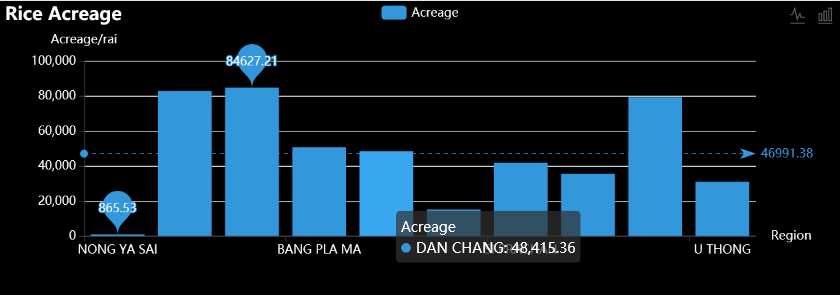 Rice Acreage
Acreage
Acreage/rai
100,000
80,000
60,000
40,000
20,000
0
865.53
84627.21
46991.38
Acreage
DAN CHANG: 48,415.36
NONG YA SAI
BANG PLA MA
U THONG
Region